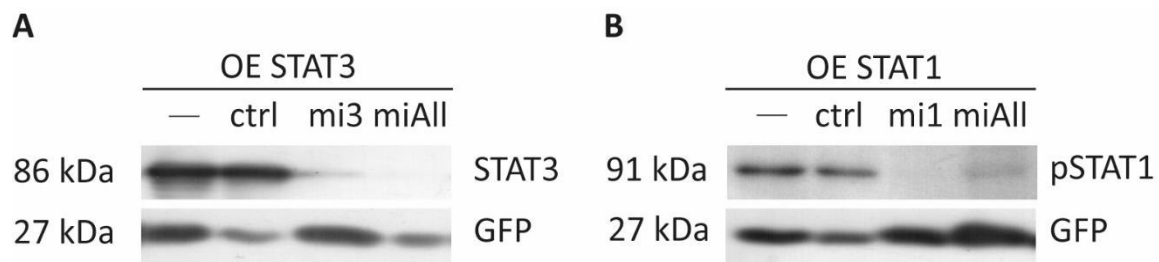 A
OE STAT3
— ctrl mi3 miAll
86 kDa STAT3
27 kDa GFP
B
OE STAT1
— ctrl mi1 miAll
91 kDa pSTAT1
27 kDa GFP